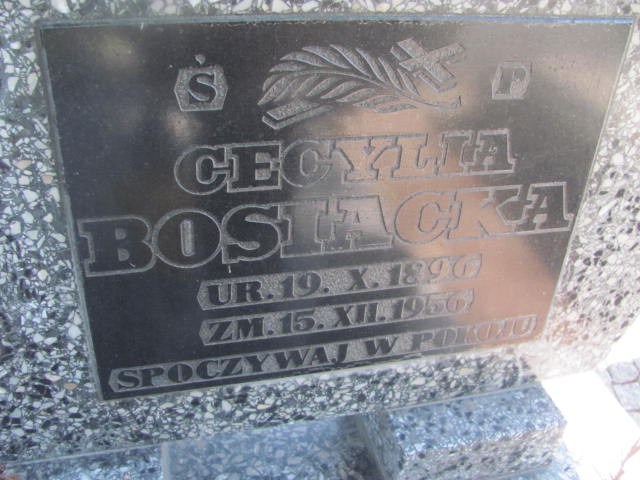 Ś P
CECYLIA
BOSIACKA
UR. 19. X. 1896
ZM. 15. XII. 1956
SPOCZYWAJ W POKOJU